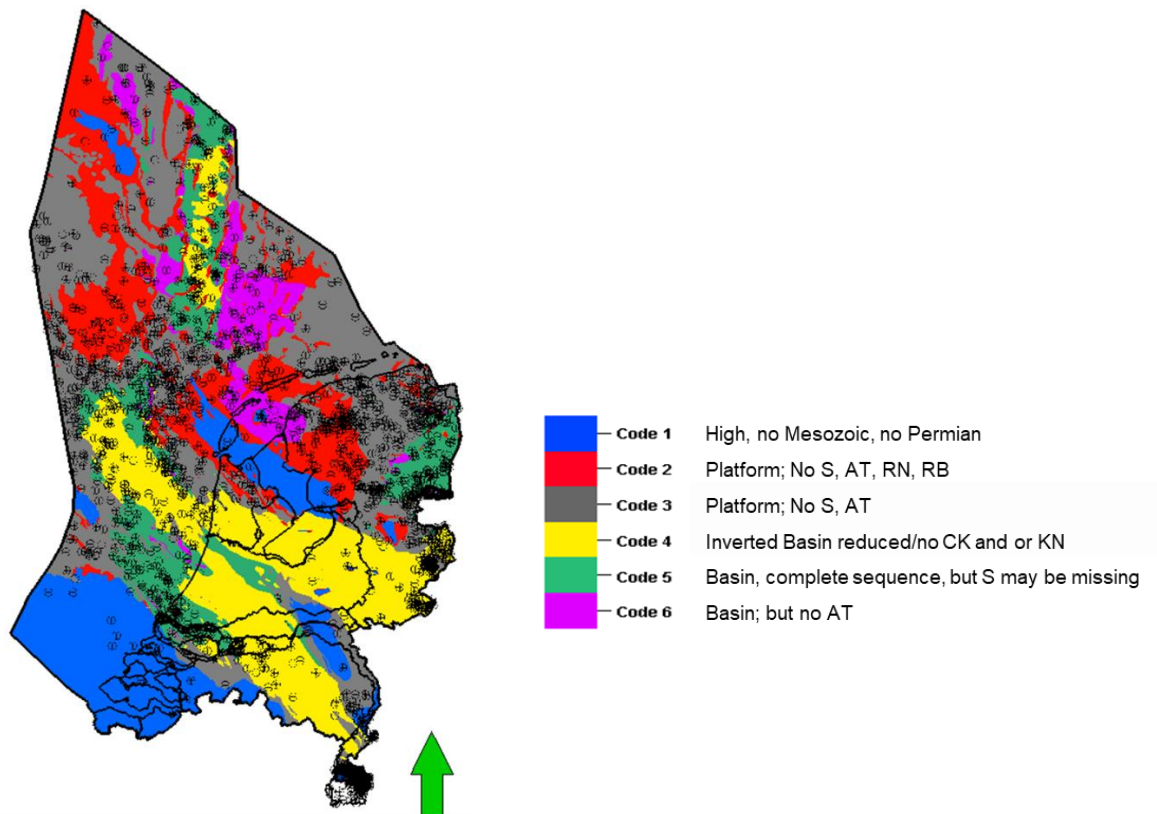 Code 1 High, no Mesozoic, no Permian
Code 2 Platform; No S, AT, RN, RB
Code 3 Platform; No S, AT
Code 4 Inverted Basin reduced/no CK and or KN
Code 5 Basin, complete sequence, but S may be missing
Code 6 Basin; but no AT